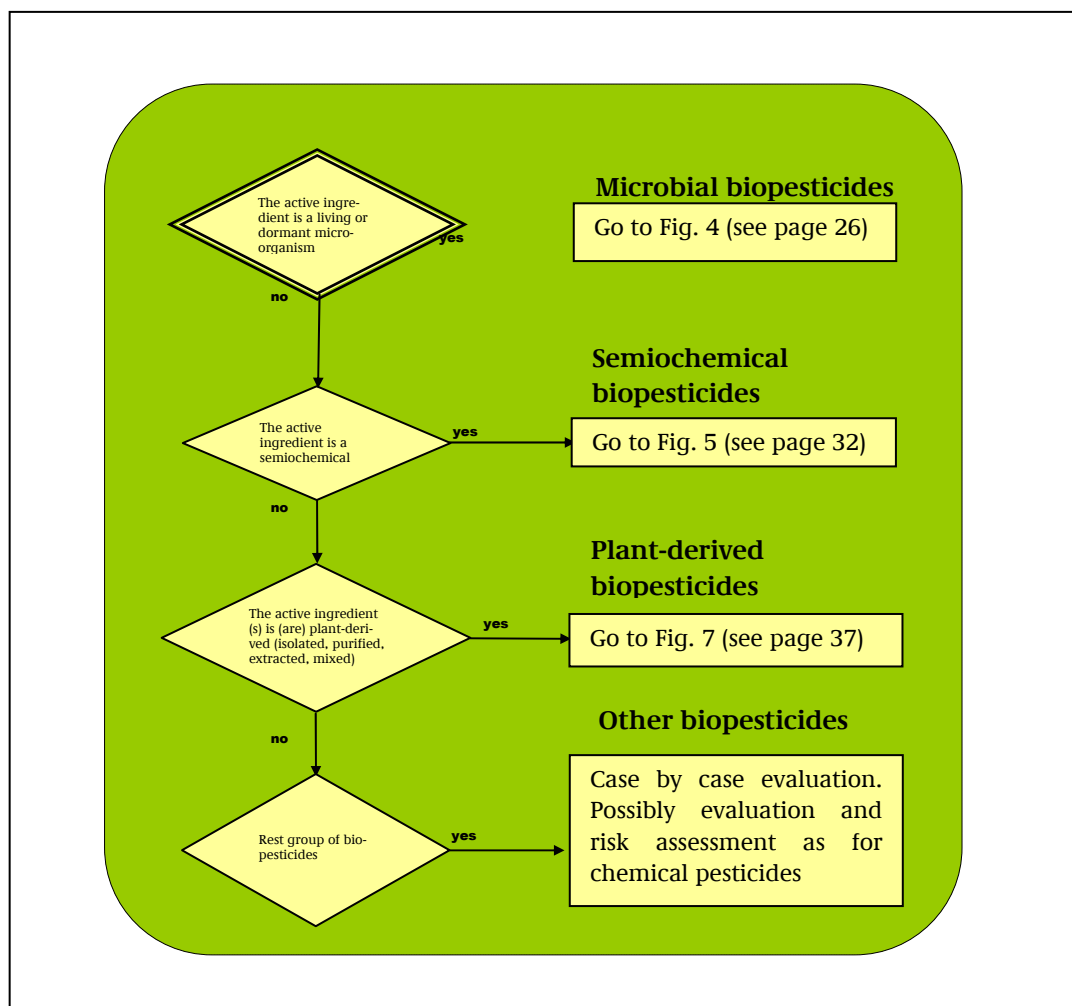 The active ingre-
dient is a living or
dormant micro-
organism
yes
no
Microbial biopesticides
Go to Fig. 4 (see page 26)
Semiochemical
biopesticides
The active
ingredient is a
semiochemical
yes
Go to Fig. 5 (see page 32)
no
Plant-derived
biopesticides
The active ingredient
(s) is (are) plant-deri-
ved (isolated, purified,
extracted, mixed)
yes
Go to Fig. 7 (see page 37)
no
Other biopesticides
Rest group of bio-
pesticides
yes
Case by case evaluation.
Possibly evaluation and
risk assessment as for
chemical pesticides